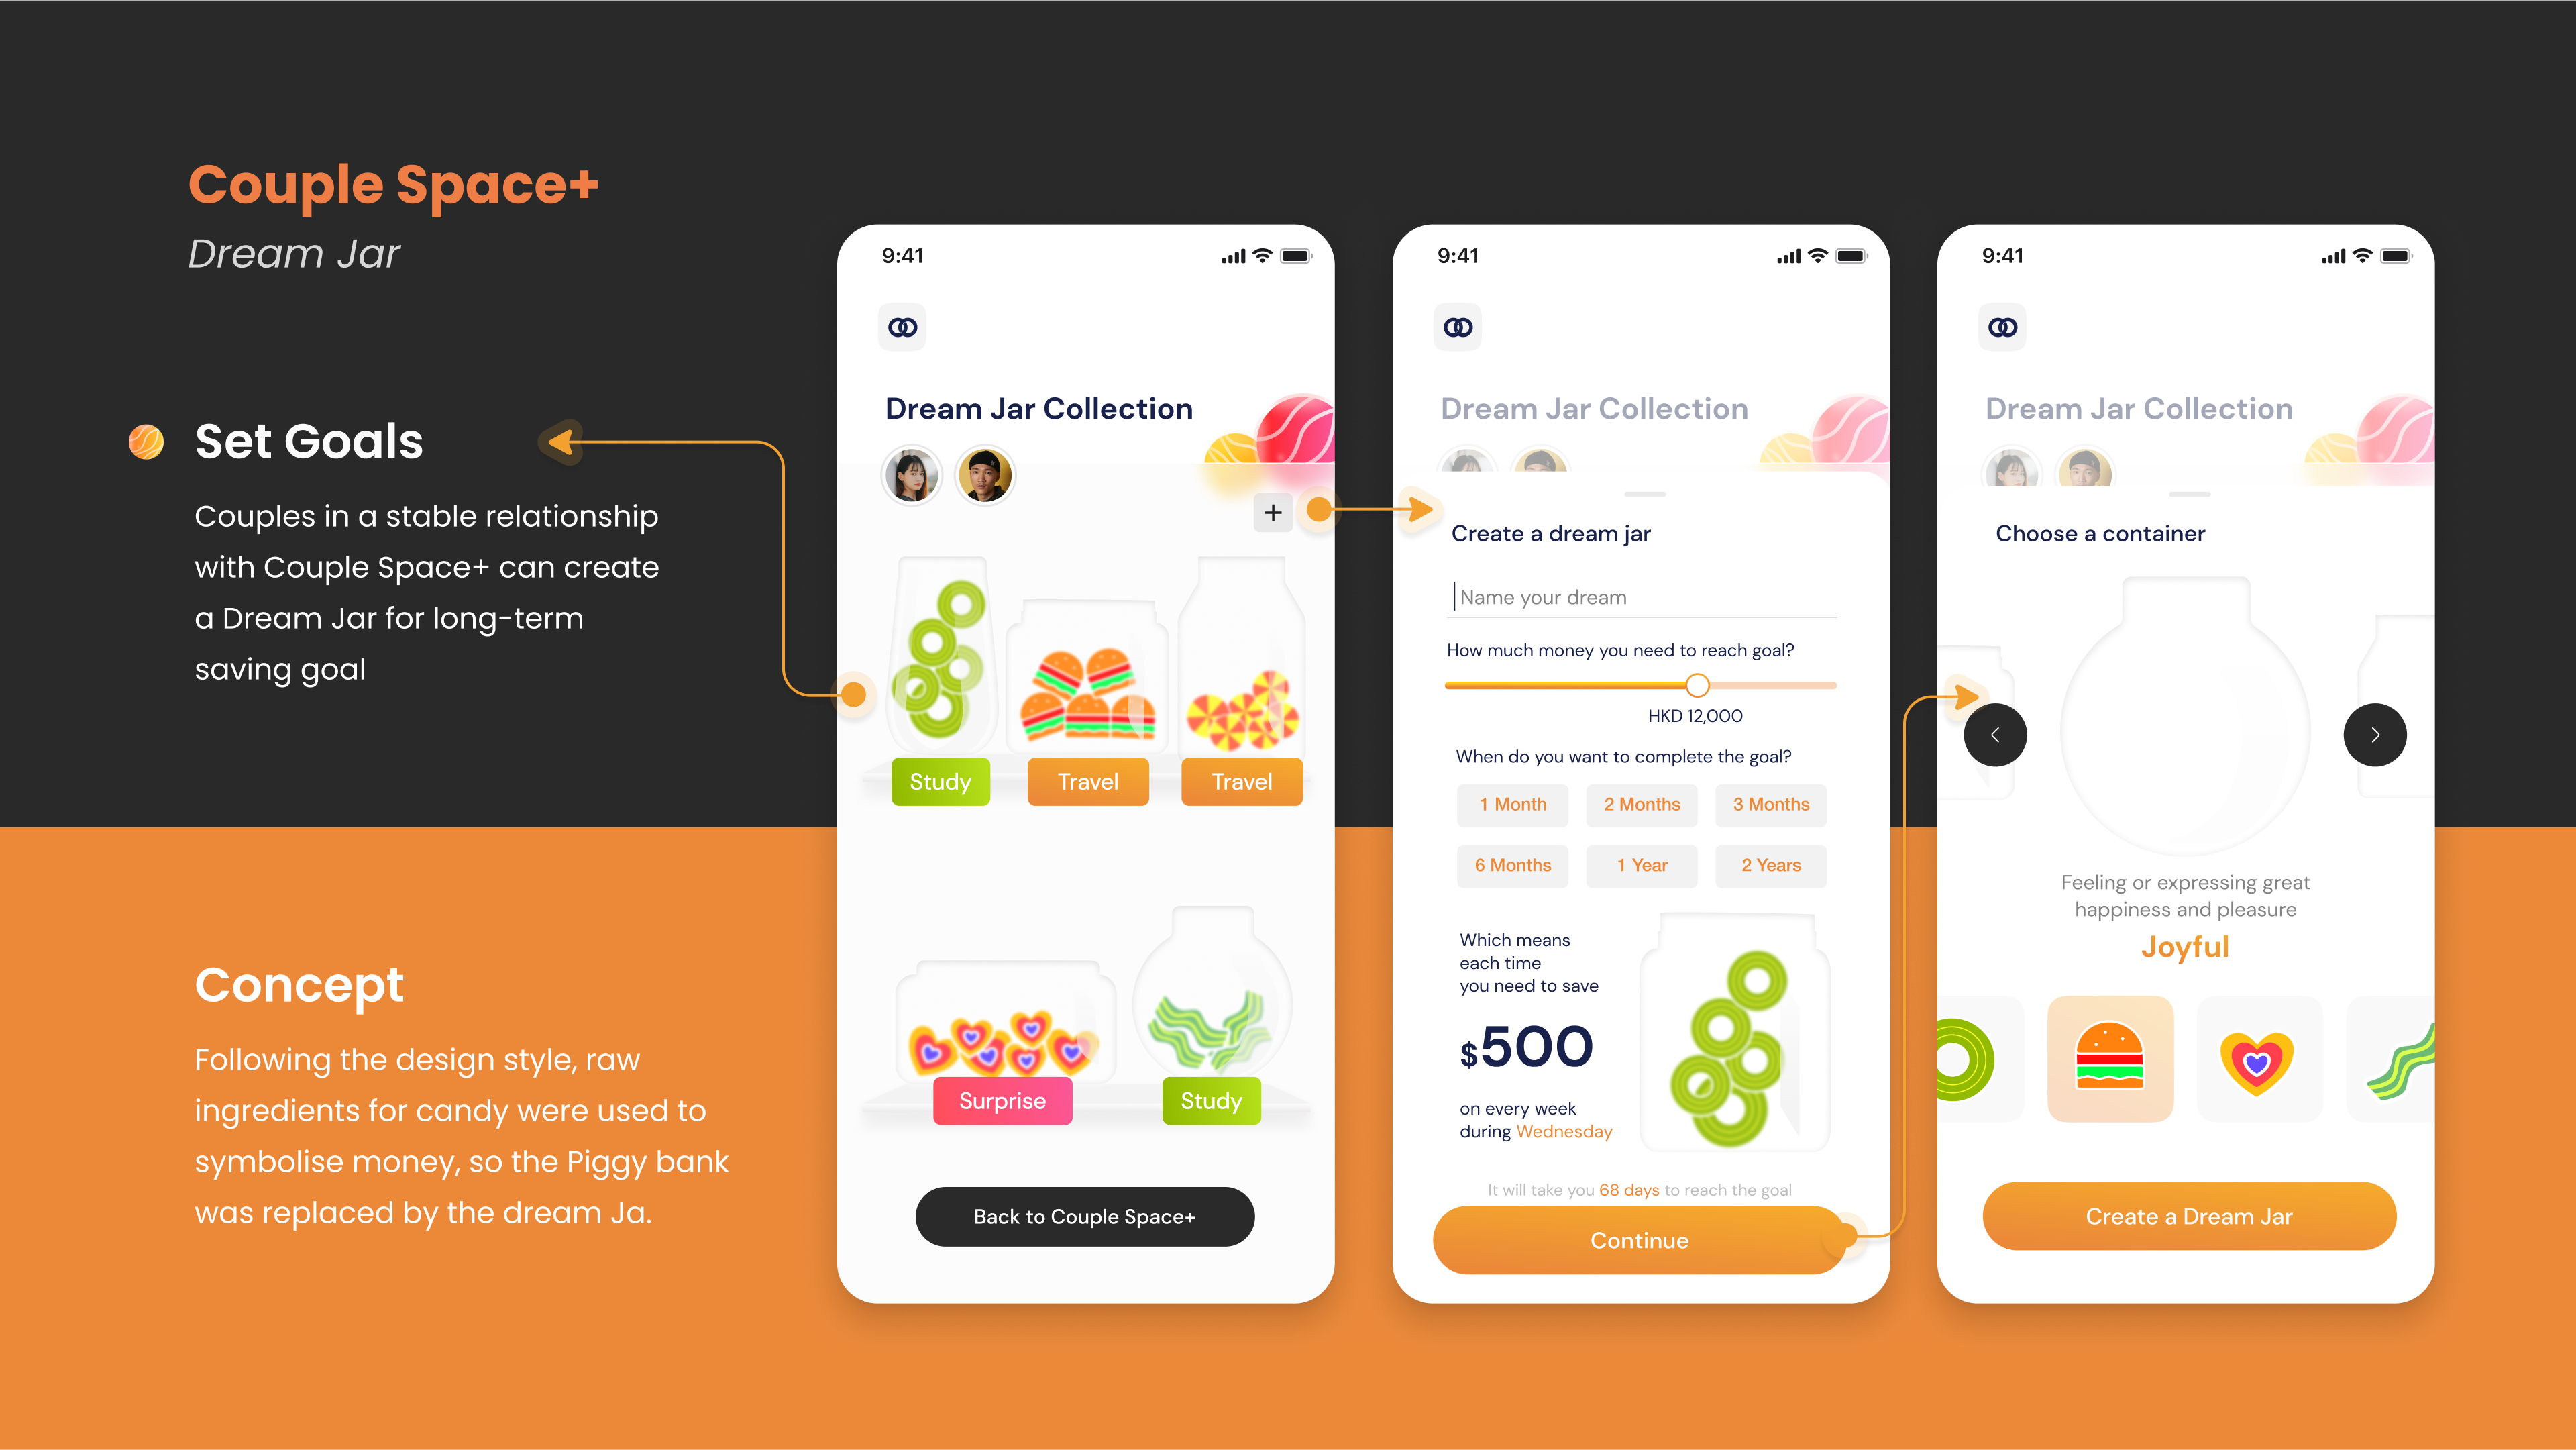 Couple Space+
Dream Jar
Set Goals
Couples in a stable relationship
with Couple Space+ can create
a Dream Jar for long-term
saving goal
Concept
Following the design style, raw
ingredients for candy were used to
symbolise money, so the Piggy bank
was replaced by the dream Ja.
9:41
Dream Jar Collection
+
Study
Travel
Travel
Surprise
Study
Back to Couple Space+
9:41
Dream Jar Collection
Create a dream jar
Name your dream
How much money you need to reach goal?
HKD 12,000
When do you want to complete the goal?
1 Month
2 Months
3 Months
6 Months
1 Year
2 Years
Which means
each time
you need to save
$500
on every week
during Wednesday
It will take you 68 days to reach the goal
Continue
9:41
Dream Jar Collection
Choose a container
Feeling or expressing great
happiness and pleasure
Joyful
Create a Dream Jar